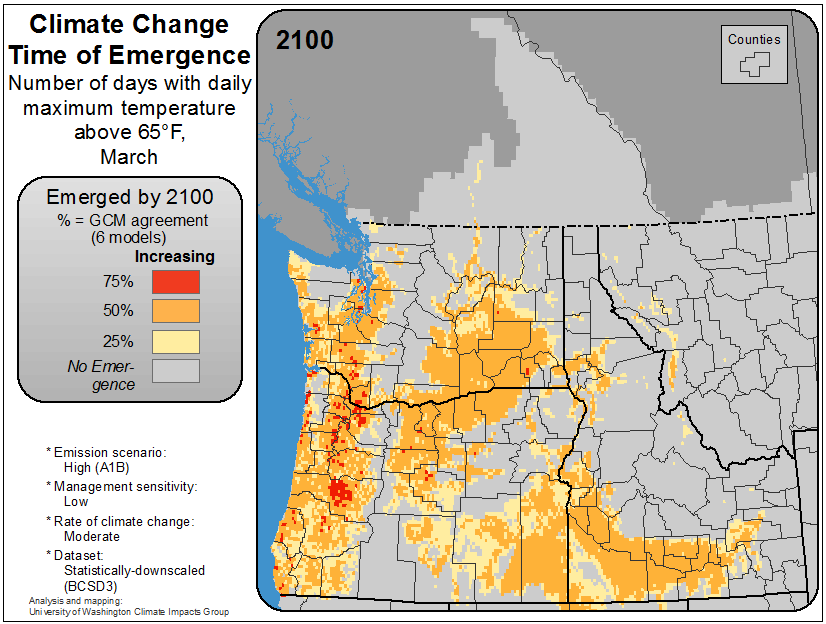 Climate Change
Time of Emergence
Number of days with daily
maximum temperature
above 65°F,
March
Emerged by 2100
% = GCM agreement
(6 models)
Increasing
75%
50%
25%
No Emer-
gence
* Emission scenario:
High (A1B)
* Management sensitivity:
Low
* Rate of climate change:
Moderate
* Dataset:
Statistically-downscaled
(BCSD3)
Analysis and mapping:
University of Washington Climate Impacts Group
2100
Counties